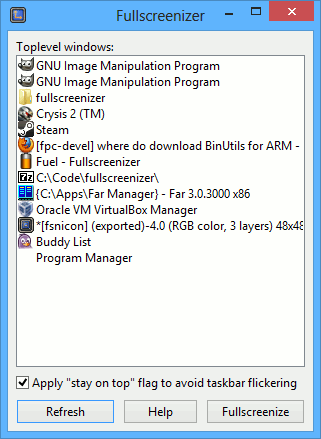 Fullscreenizer
Toplevel windows:
GNU Image Manipulation Program
GNU Image Manipulation Program
fullscreenizer
Crysis 2 (TM)
Steam
[fpc-devel] where do download BinUtils for ARM -
Fuel - Fullscreenizer
C:\Code\fullscreenizer\
{C:\Apps\Far Manager} - Far 3.0.3000 x86
Oracle VM VirtualBox Manager
*[fsnicon] (exported)-4.0 (RGB color, 3 layers) 48x48
Buddy List
Program Manager
Apply "stay on top" flag to avoid taskbar flickering
Refresh Help Fullscreenize